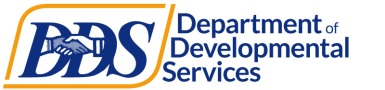 DDS
Department of
Developmental
Services